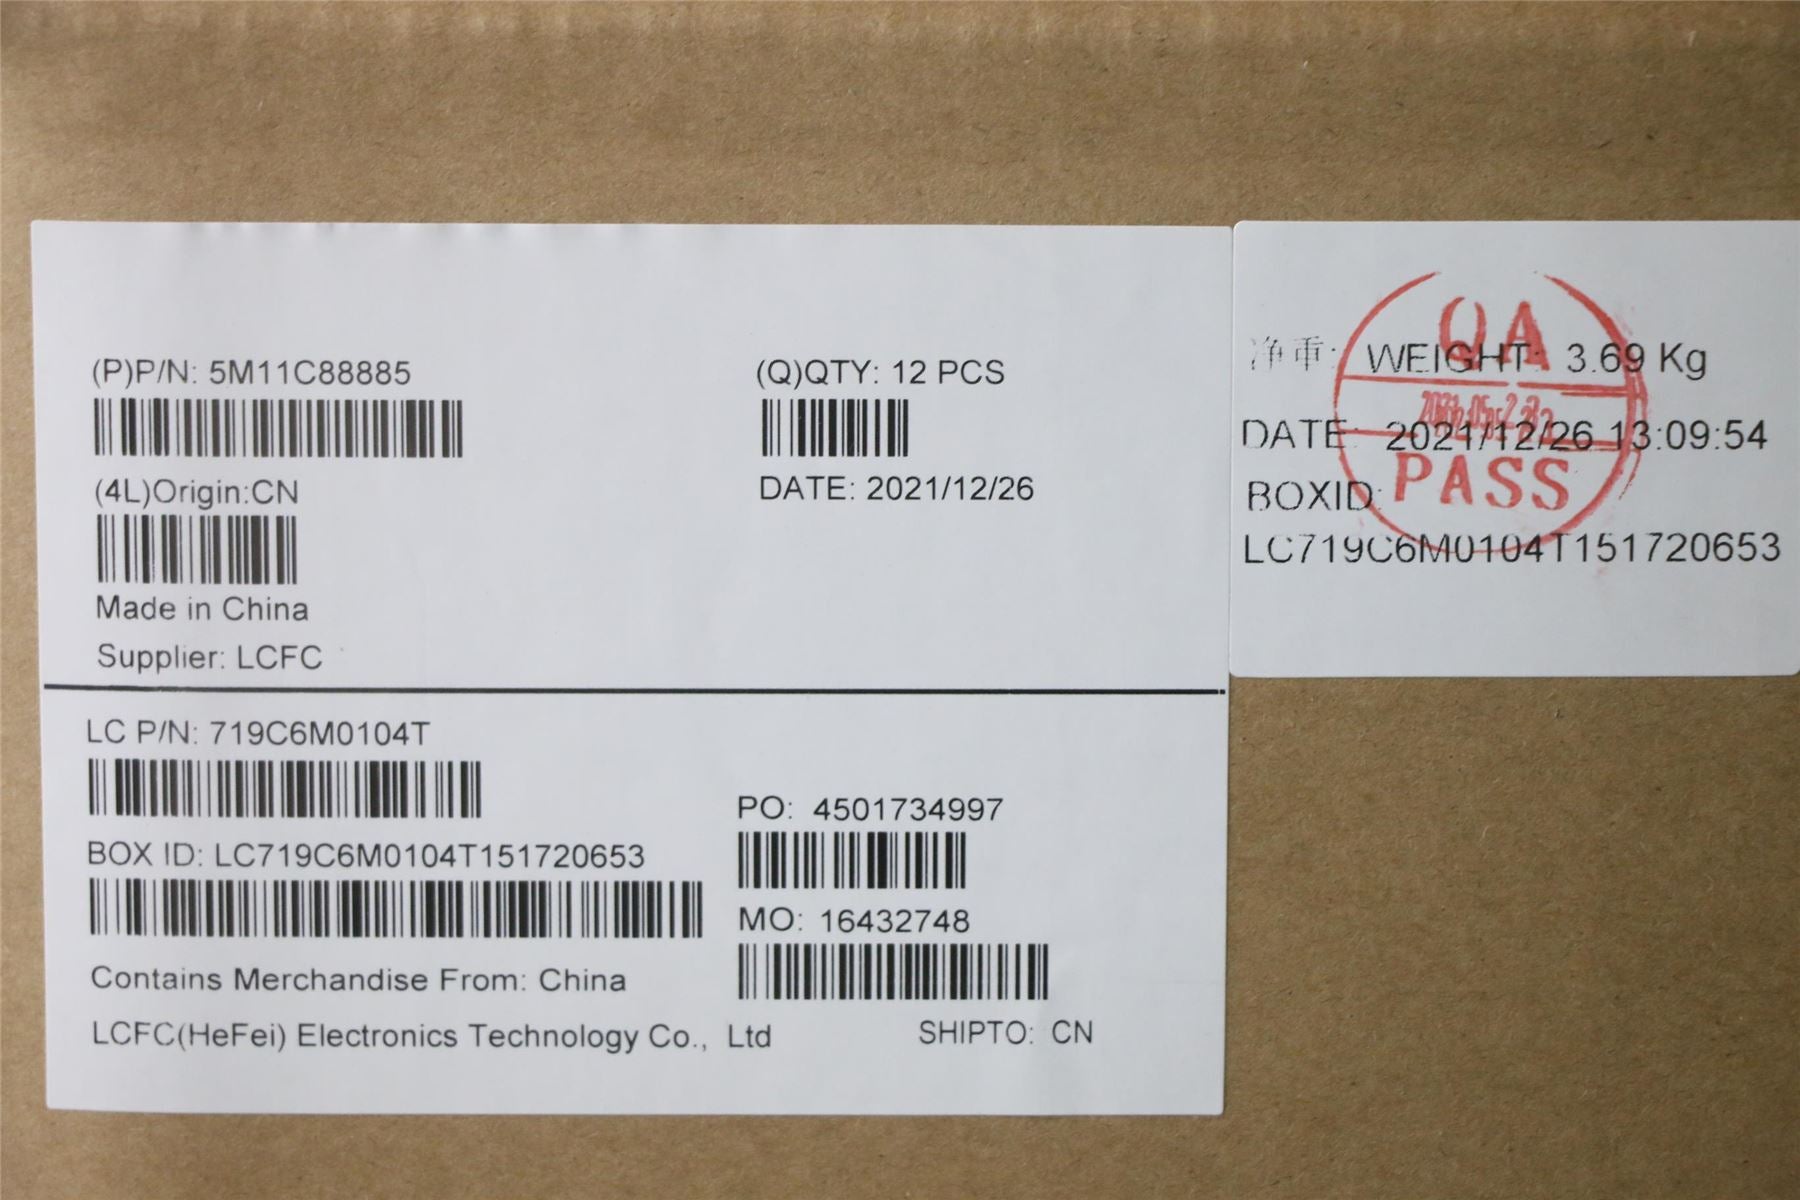 (P)P/N: 5M11C88885
(Q)QTY: 12 PCS
(4L)Origin:CN
DATE: 2021/12/26
Made in China
Supplier: LCFC
LC P/N: 719C6M0104T
PO: 4501734997
BOX ID: LC719C6M0104T151720653
MO: 16432748
Contains Merchandise From: China
LCFC(HeFei) Electronics Technology Co., Ltd
SHIPTO: CN
净重: WEIGHT: 3.69 Kg
DATE: 2021/12/26 13:09:54
BOXID:
LC719C6M0104T151720653
QA
PASS